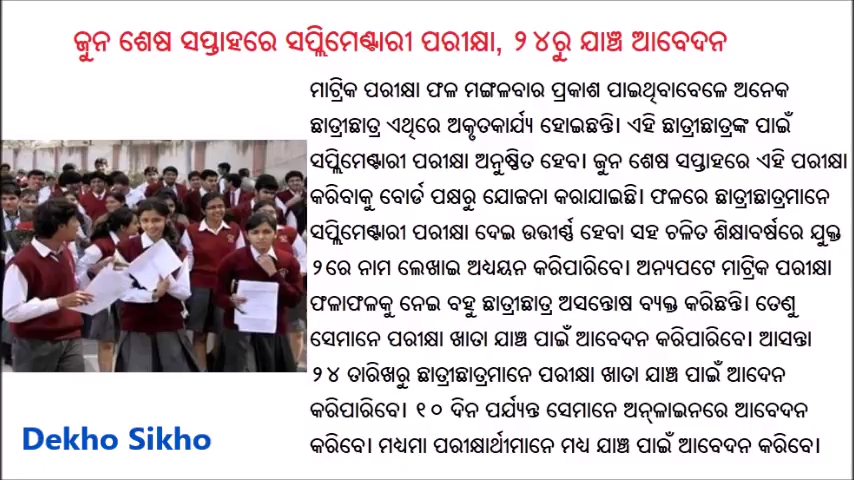 ଜୁନ ଶେଷ ସପ୍ତାହରେ ସପ୍ଲିମେଣ୍ଟାରୀ ପରୀକ୍ଷା, ୨୪ରୁ ଯାଞ୍ଚ ଆବେଦନ
ମାଟ୍ରିକ ପରୀକ୍ଷା ଫଳ ମଙ୍ଗଳବାର ପ୍ରକାଶ ପାଇଥିବାବେଳେ ଅନେକ
ଛାତ୍ରୀଛାତ୍ର ଏଥିରେ ଅକୃତକାର୍ଯ୍ୟ ହୋଇଛନ୍ତି। ଏହି ଛାତ୍ରୀଛାତ୍ରଙ୍କ ପାଇଁ
ସପ୍ଲିମେଣ୍ଟାରୀ ପରୀକ୍ଷା ଅନୁଷ୍ଠିତ ହେବ। ଜୁନ ଶେଷ ସପ୍ତାହରେ ଏହି ପରୀକ୍ଷା
କରିବାକୁ ବୋର୍ଡ ପକ୍ଷରୁ ଯୋଜନା କରାଯାଇଛି। ଫଳରେ ଛାତ୍ରୀଛାତ୍ରମାନେ
ସପ୍ଲିମେଣ୍ଟାରୀ ପରୀକ୍ଷା ଦେଇ ଉତ୍ତୀର୍ଣ୍ଣ ହେବା ସହ ଚଳିତ ଶିକ୍ଷାବର୍ଷରେ ଯୁକ୍ତ
୨ରେ ନାମ ଲେଖାଇ ଅଧ୍ୟୟନ କରିପାରିବେ। ଅନ୍ୟପଟେ ମାଟ୍ରିକ ପରୀକ୍ଷା
ଫଳାଫଳକୁ ନେଇ ବହୁ ଛାତ୍ରୀଛାତ୍ର ଅସନ୍ତୋଷ ବ୍ୟକ୍ତ କରିଛନ୍ତି। ତେଣୁ
ସେମାନେ ପରୀକ୍ଷା ଖାତା ଯାଞ୍ଚ ପାଇଁ ଆବେଦନ କରିପାରିବେ। ଆସନ୍ତା
୨୪ ତାରିଖରୁ ଛାତ୍ରୀଛାତ୍ରମାନେ ପରୀକ୍ଷା ଖାତା ଯାଞ୍ଚ ପାଇଁ ଆଦେନ
କରିପାରିବେ। ୧୦ ଦିନ ପର୍ଯ୍ୟନ୍ତ ସେମାନେ ଅନ୍‌ଲାଇନରେ ଆବେଦନ
କରିବେ। ମଧ୍ୟମା ପରୀକ୍ଷାର୍ଥୀମାନେ ମଧ୍ୟ ଯାଞ୍ଚ ପାଇଁ ଆବେଦନ କରିବେ।
Dekho Sikho